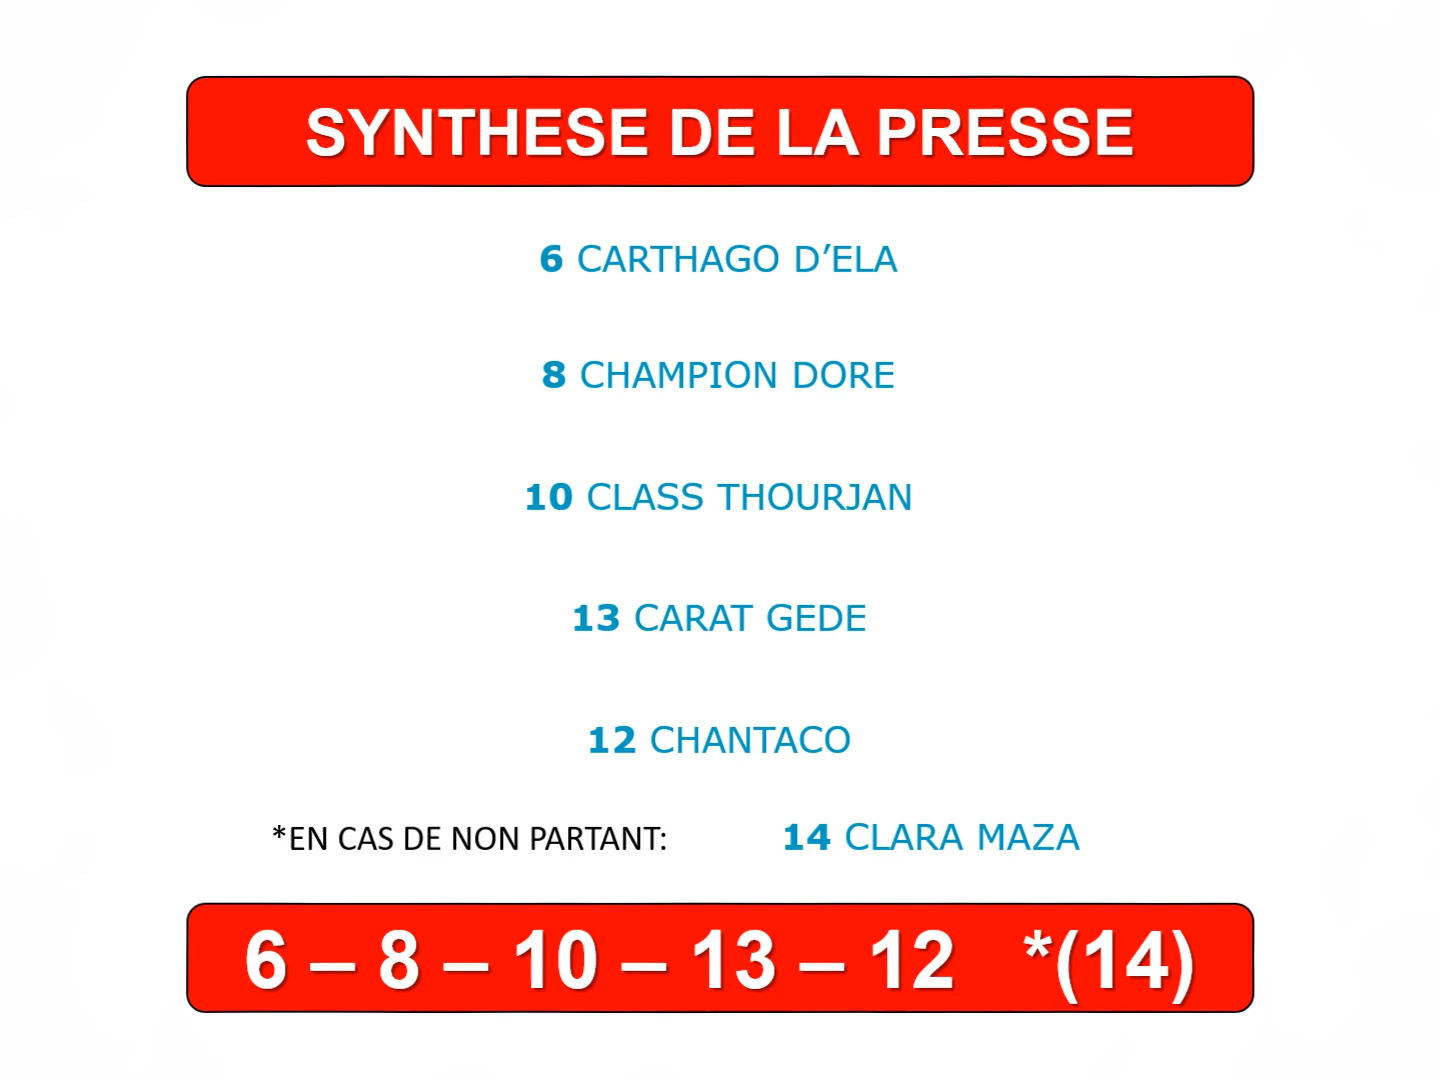 SYNTHESE DE LA PRESSE
6 CARTHAGO D’ELA
8 CHAMPION DORE
10 CLASS THOURJAN
13 CARAT GEDE
12 CHANTACO
*EN CAS DE NON PARTANT: 14 CLARA MAZA
6 – 8 – 10 – 13 – 12 *(14)